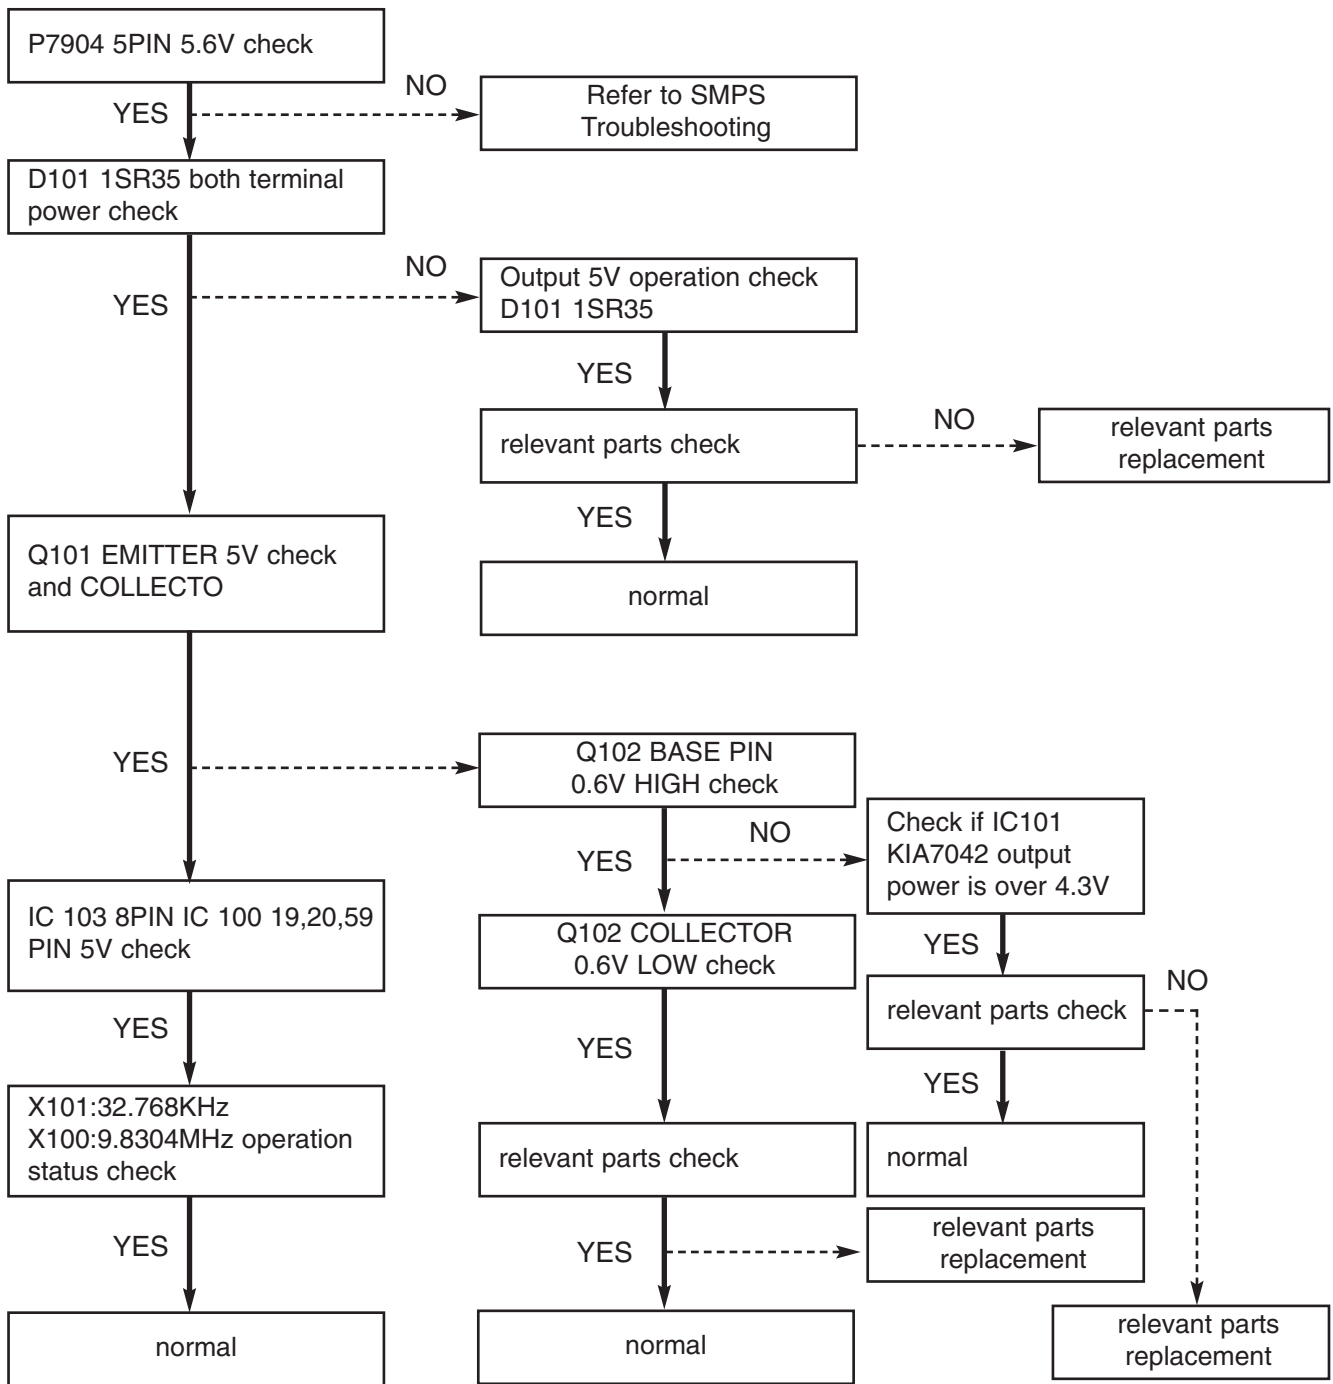 P7904 5PIN 5.6V check
NO
YES
Refer to SMPS
Troubleshooting
D101 1SR35 both terminal
power check
NO
YES
Output 5V operation check
D101 1SR35
YES
relevant parts check
NO
relevant parts
replacement
YES
normal
Q101 EMITTER 5V check
and COLLECTO
YES
Q102 BASE PIN
0.6V HIGH check
YES
NO
Check if IC101
KIA7042 output
power is over 4.3V
IC 103 8PIN IC 100 19,20,59
PIN 5V check
Q102 COLLECTOR
0.6V LOW check
YES
relevant parts check
NO
YES
YES
YES
normal
X101:32.768KHz
X100:9.8304MHz operation
status check
relevant parts check
YES
YES
relevant parts
replacement
normal
normal
relevant parts
replacement